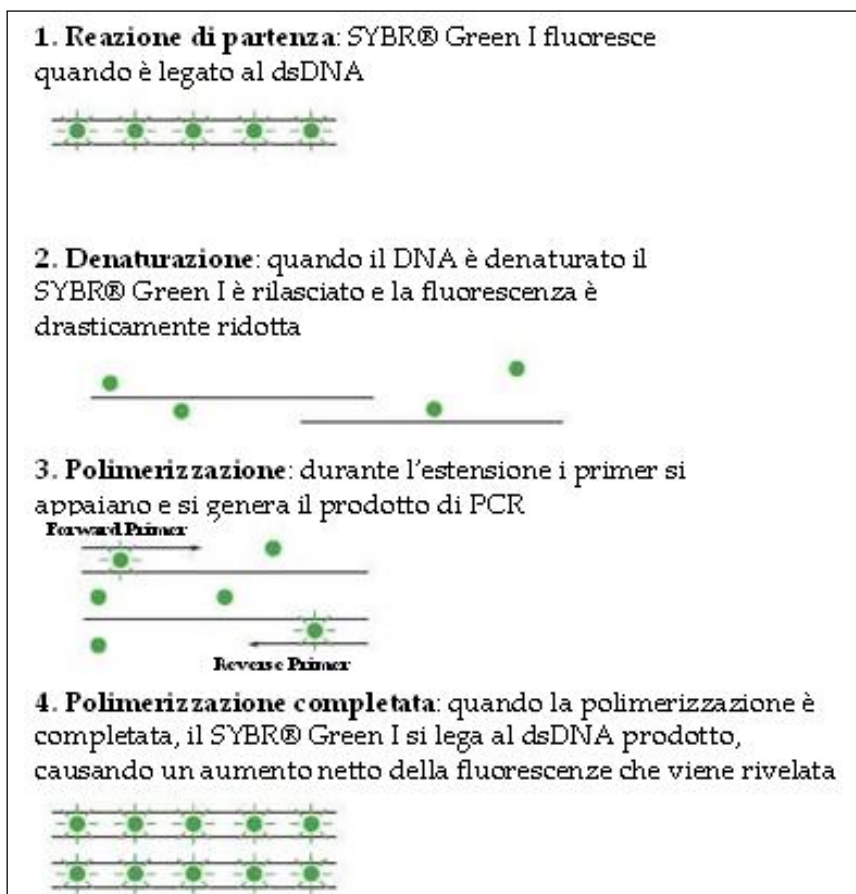 1. Reazione di partenza: SYBR® Green I fluoresce
quando è legato al dsDNA
2. Denaturazione: quando il DNA è denaturato il
SYBR® Green I è rilasciato e la fluorescenza è
drasticamente ridotta
3. Polimerizzazione: durante l'estensione i primer si
appaiano e si genera il prodotto di PCR
Forward Primer
Reverse Primer
4. Polimerizzazione completata: quando la polimerizzazione è
completata, il SYBR® Green I si lega al dsDNA prodotto,
causando un aumento netto della fluorescenze che viene rivelata